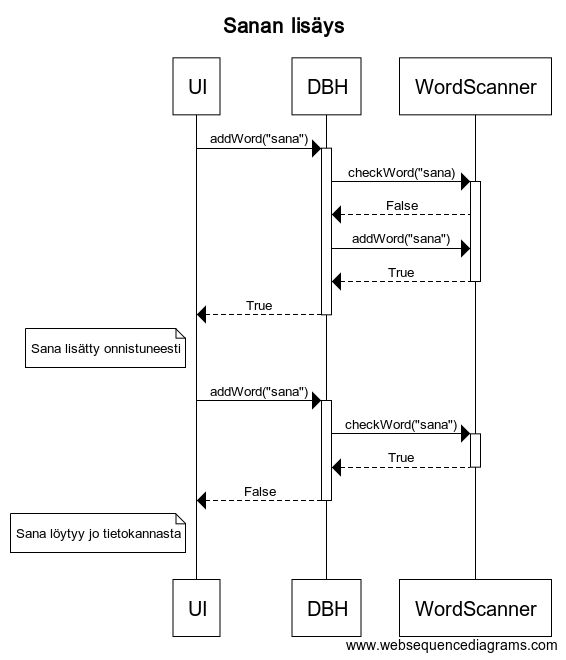 Sanan lisäys
UI
DBH
WordScanner
addWord("sana")
checkWord("sana)
False
addWord("sana")
True
True
Sana lisätty onnistuneesti
addWord("sana")
checkWord("sana")
True
False
Sana löytyy jo tietokannasta
UI
DBH
WordScanner
www.websequencediagrams.com